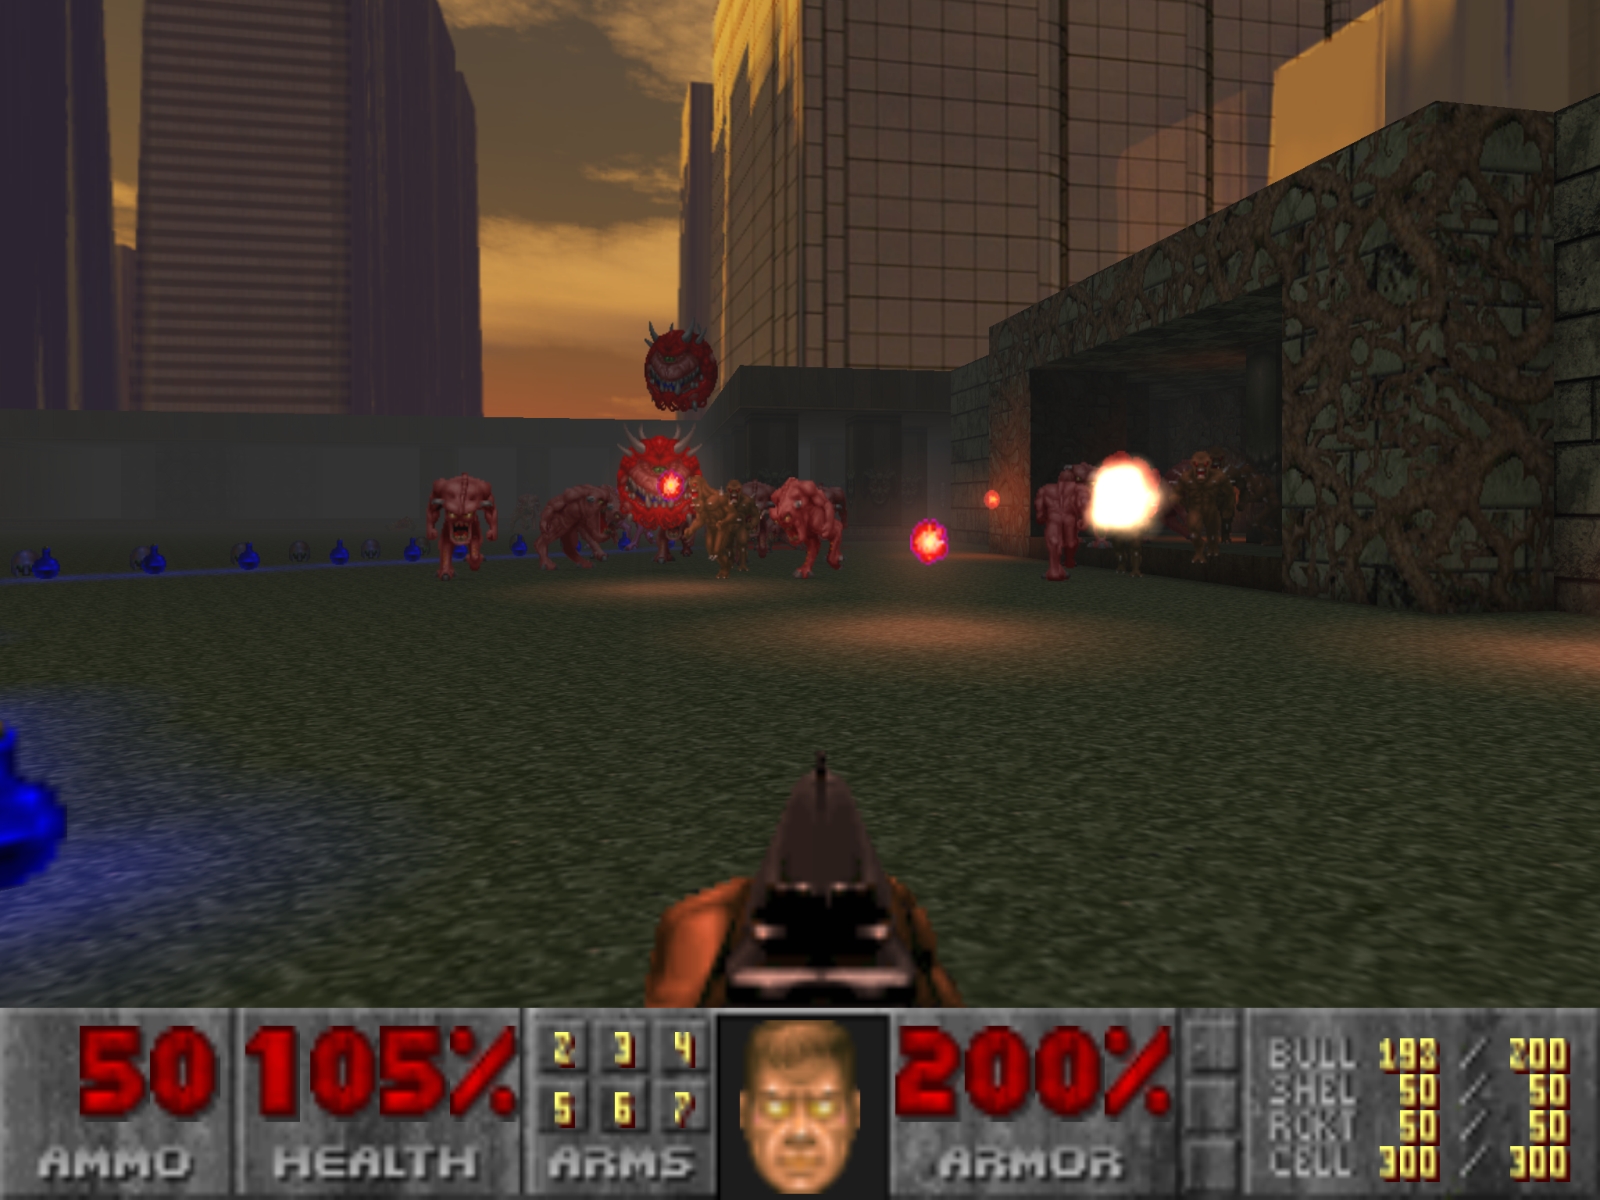 50 105% 2 3 4 200% BULL 198 / 200
5 6 7 SHEL 50 / 50
RCKT 50 / 50
AMMO HEALTH ARMS ARMOR CELL 300 / 300